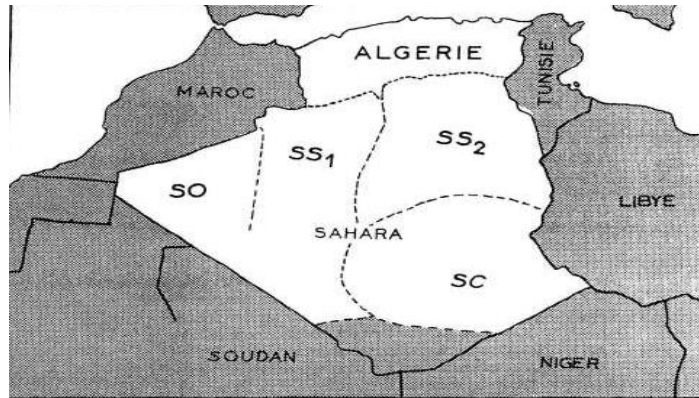 ALGERIE
TUNISIE
MAROC
SS1
SS2
SO
LIBYE
SAHARA
SC
SOUDAN
NIGER